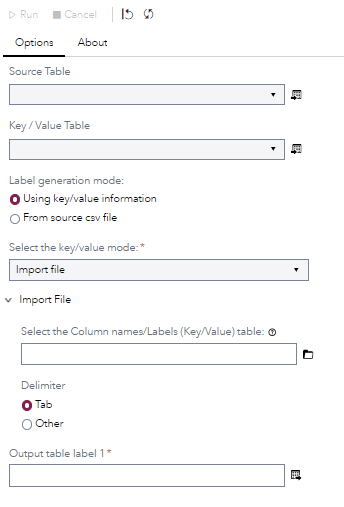 Run Cancel
Options About
Source Table
Key / Value Table
Label generation mode:
Using key/value information
From source csv file
Select the key/value mode:*
Import file
Import File
Select the Column names/Labels (Key/Value) table:
Delimiter
Tab
Other
Output table label 1*